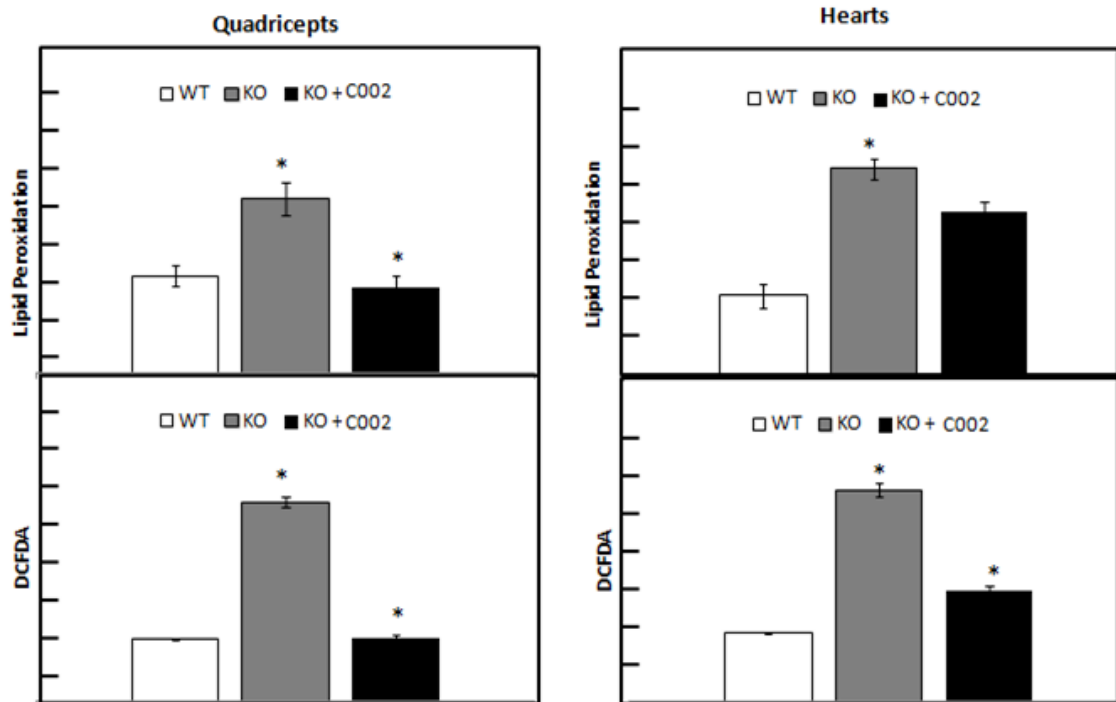 Quadricepts
Hearts
WT KO KO + C002
*
*
Lipid Peroxidation
WT KO KO + C002
*
Lipid Peroxidation
WT KO KO + C002
*
*
DCFDA
WT KO KO + C002
*
*
DCFDA